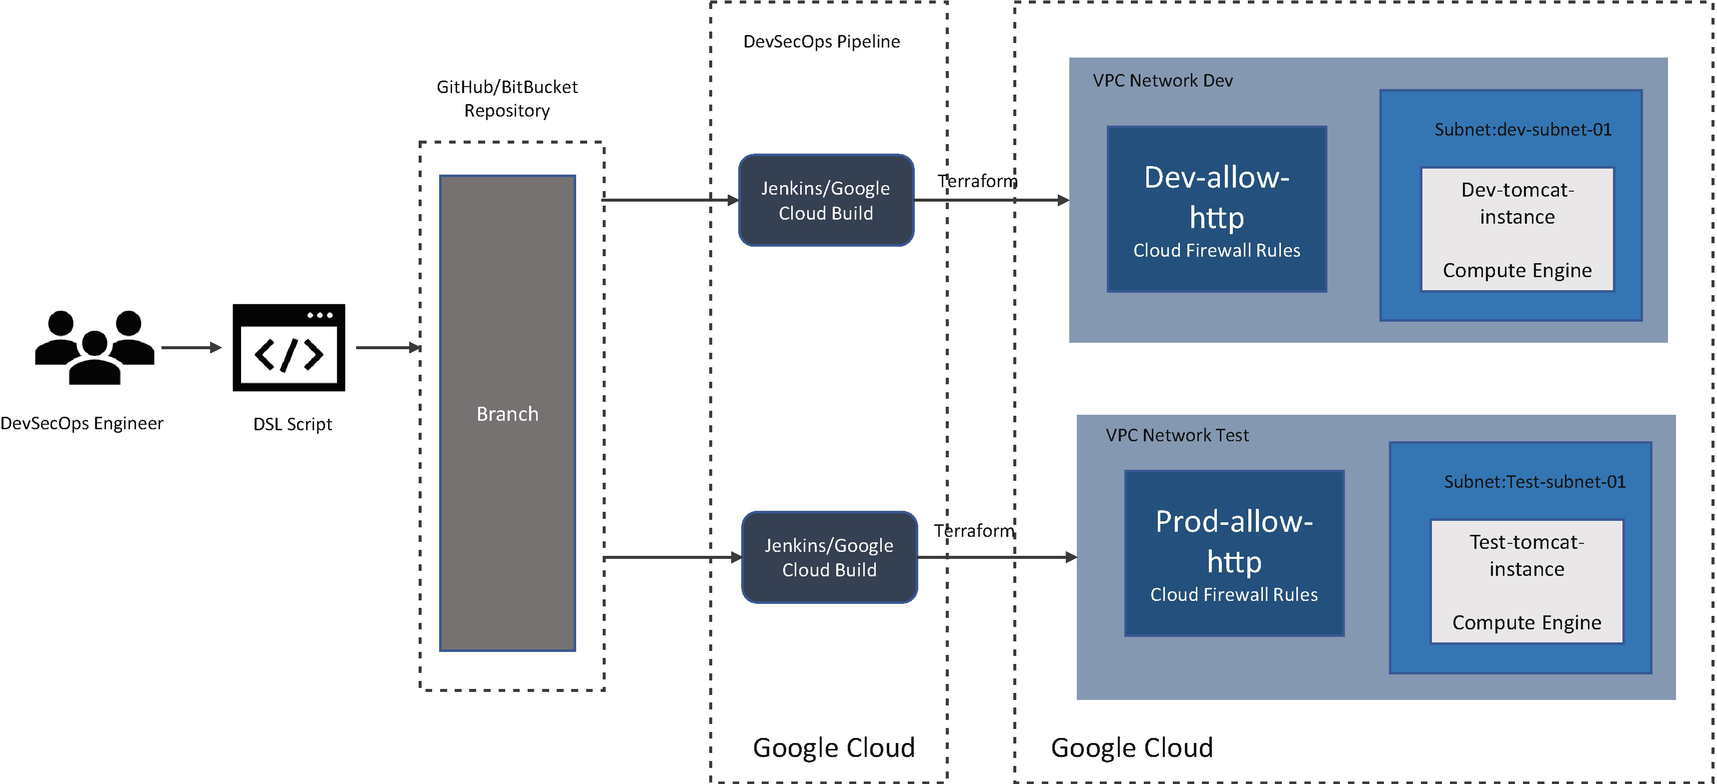 DevSecOps Engineer
DSL Script
GitHub/BitBucket
Repository
Branch
DevSecOps Pipeline
Jenkins/Google
Cloud Build
Terraform
Jenkins/Google
Cloud Build
Terraform
Google Cloud
VPC Network Dev
Dev-allow-
http
Cloud Firewall Rules
Subnet:dev-subnet-01
Dev-tomcat-
instance
Compute Engine
VPC Network Test
Prod-allow-
http
Cloud Firewall Rules
Subnet:Test-subnet-01
Test-tomcat-
instance
Compute Engine
Google Cloud